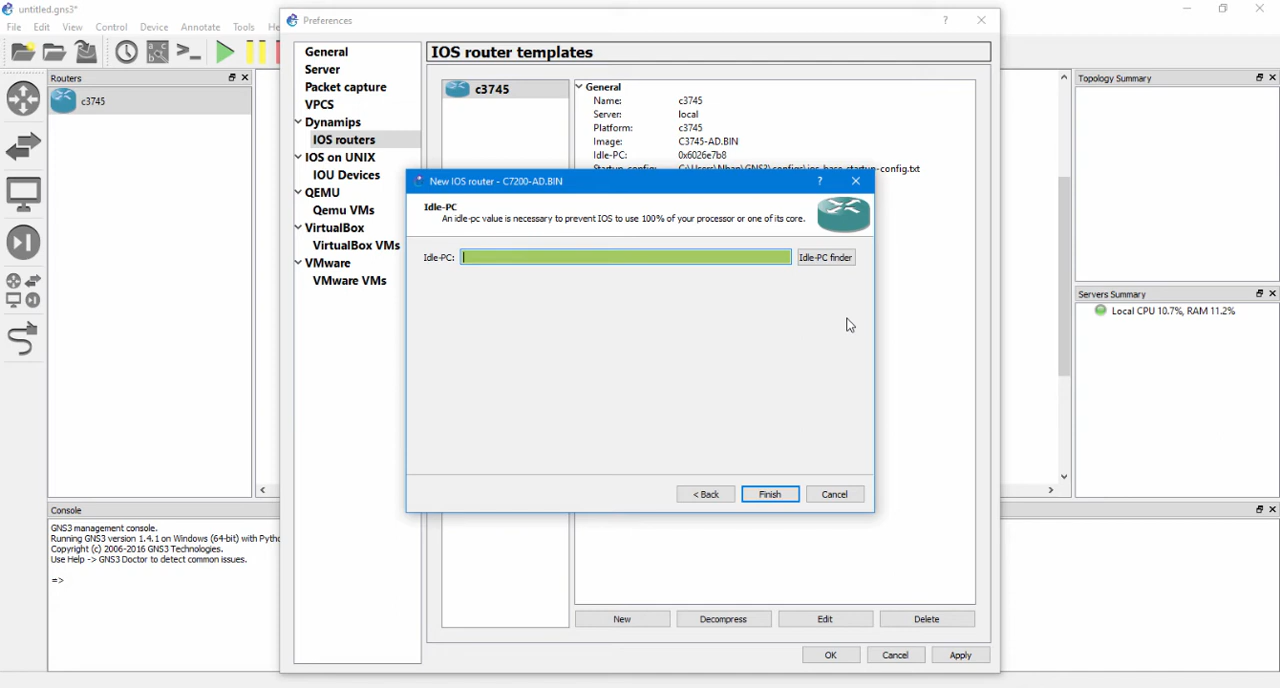 untitled.gns3*
File Edit View Control Device Annotate Tools
Routers
c3745
Console
GNS3 management console.
Running GNS3 version 1.4.1 on Windows (64-bit) with
Copyright (c) 2006-2016 GNS3 Technologies.
Use Help -> GNS3 Doctor to detect common issues.
=>
Preferences
?
General
Server
Packet capture
VPCS
Dynamips
IOS routers
IOS on UNIX
IOU Devices
QEMU
Qemu VMs
VirtualBox
VirtualBox VMs
VMware
VMware VMs
IOS router templates
c3745
General
Name: c3745
Server: local
Platform: c3745
Image: C3745-AD.BIN
Idle-PC: 0x6026e7b8
New IOS router - C7200-AD.BIN
?
Idle-PC
An idle-pc value is necessary to prevent IOS to use 100% of your processor or one of its core.
Idle-PC:
Idle-PC finder
< Back Finish Cancel
New Decompress Edit Delete
OK Cancel Apply
Topology Summary
Servers Summary
Local CPU 10.7%, RAM 11.2%